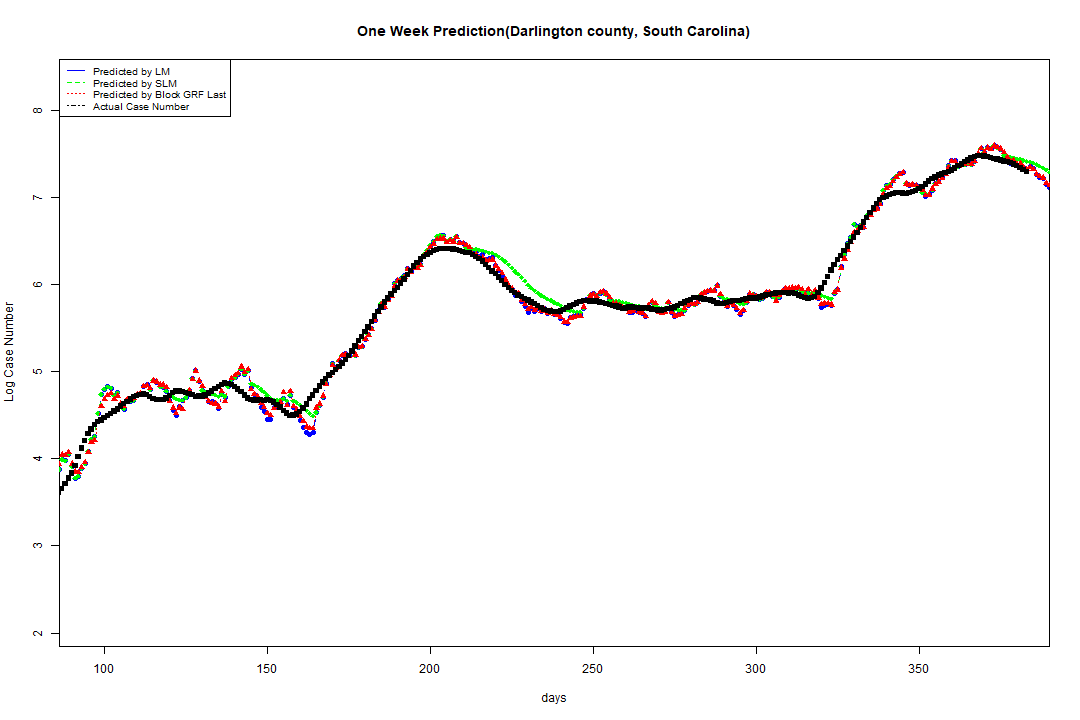 One Week Prediction(Darlington county, South Carolina)
Predicted by LM
Predicted by SLM
Predicted by Block GRF Last
Actual Case Number
8
7
6
5
4
3
2
Log Case Number
100 150 200 250 300 350
days